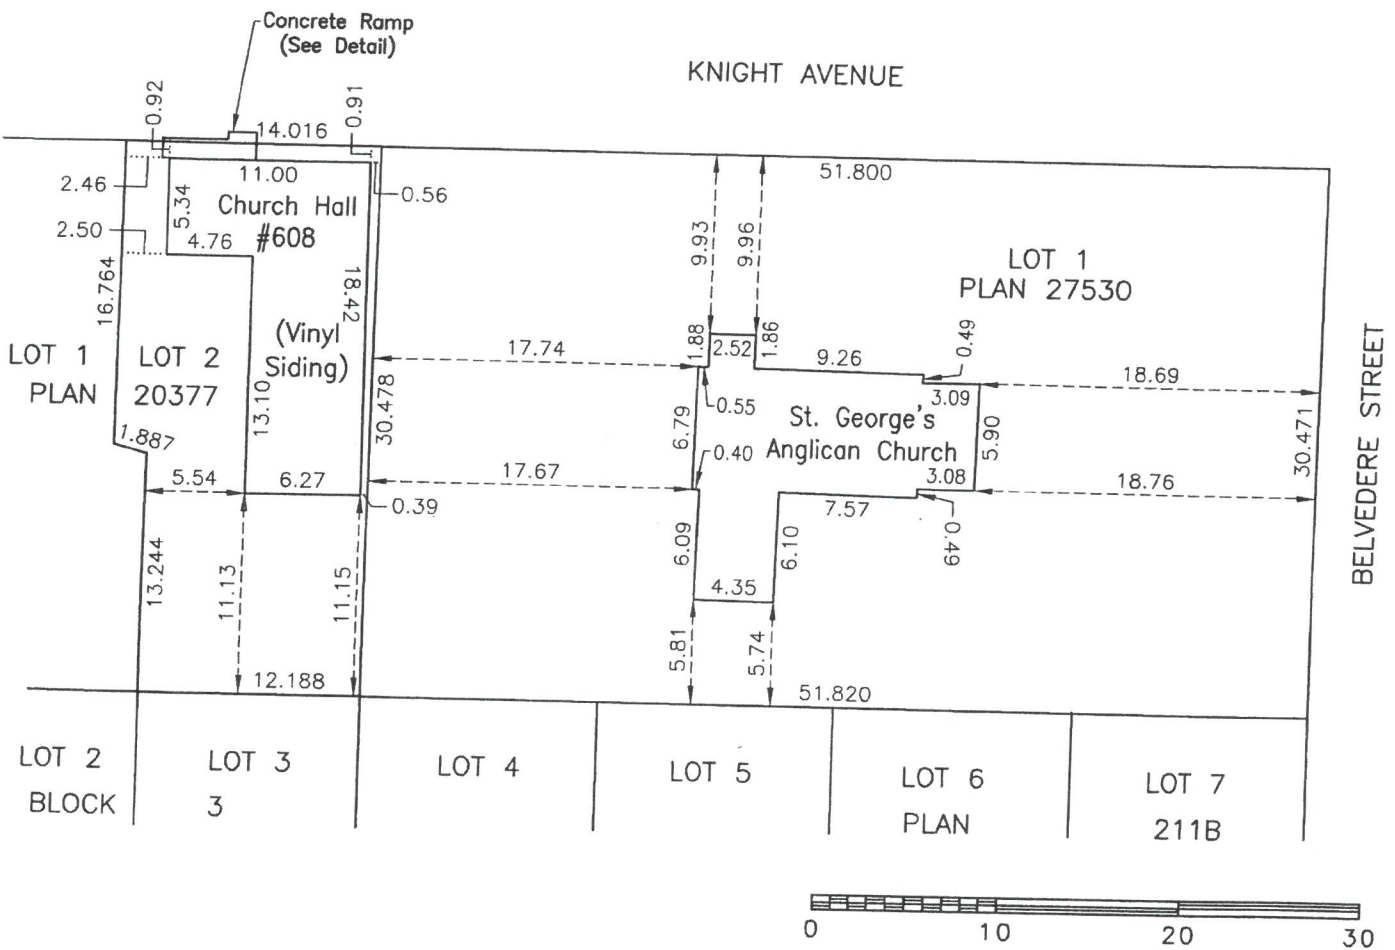 Concrete Ramp
(See Detail)
KNIGHT AVENUE
0.92
14.016
0.91
2.46
11.00
51.800
0.56
5.34
Church Hall
#608
2.50
4.76
9.93
9.96
LOT 1
PLAN 27530
16.764
18.42
(Vinyl
Siding)
1.88
2.52
1.86
0.49
LOT 1
PLAN
LOT 2
20377
17.74
9.26
18.69
BELVEDERE STREET
13.10
30.478
6.79
0.55
3.09
5.90
30.471
St. George's
Anglican Church
1.887
0.40
5.54
6.27
17.67
3.08
18.76
0.39
7.57
0.49
13.244
11.13
11.15
6.09
6.10
4.35
5.81
5.74
12.188
51.820
LOT 2
LOT 3
LOT 4
LOT 5
LOT 6
LOT 7
BLOCK 3
PLAN
211B
0 10 20 30